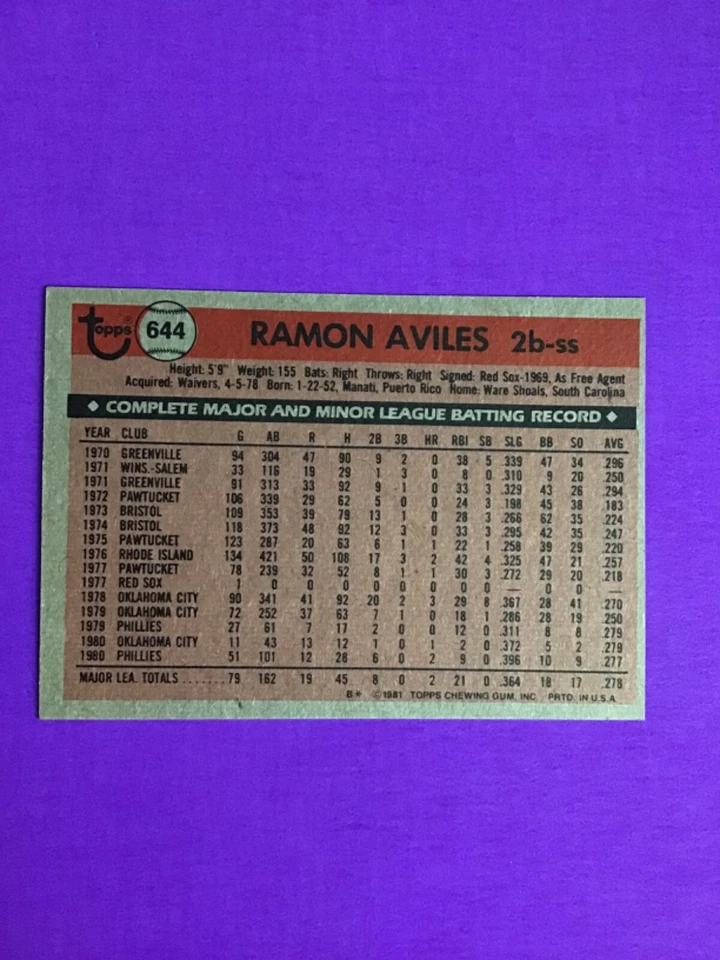 topps® 644 RAMON AVILES 2b-ss
Height: 5'9" Weight: 155 Bats: Right Throws: Right Signed: Red Sox-1969, As Free Agent
Acquired: Waivers, 4-5-78 Born: 1-22-52, Manati, Puerto Rico Home: Ware Shoals, South Carolina
◆ COMPLETE MAJOR AND MINOR LEAGUE BATTING RECORD ◆
YEAR CLUB G AB R H 2B 3B HR RBI SB SLG BB SO AVG
1970 GREENVILLE 94 304 47 90 9 2 0 38 5 .339 47 34 .296
1971 WINS.-SALEM 33 116 19 29 1 3 0 8 0 .310 9 20 .250
1971 GREENVILLE 91 313 33 92 9 1 0 33 3 .329 43 26 .294
1972 PAWTUCKET 106 339 29 62 5 0 0 24 3 .198 45 38 .183
1973 BRISTOL 109 353 39 79 13 1 0 28 3 .266 62 35 .224
1974 BRISTOL 118 373 48 92 12 3 0 33 3 .295 42 35 .247
1975 PAWTUCKET 123 287 20 63 6 1 1 22 1 .258 39 29 .220
1976 RHODE ISLAND 134 421 50 108 17 3 2 42 4 .325 47 21 .257
1977 PAWTUCKET 78 239 32 52 8 1 1 30 3 .272 29 20 .218
1977 RED SOX 1 0 0 0 0 0 0 0 0 — 0 0 —
1978 OKLAHOMA CITY 90 341 41 92 20 2 3 29 8 .367 28 41 .270
1979 OKLAHOMA CITY 72 252 37 63 7 1 0 18 1 .286 28 19 .250
1979 PHILLIES 27 61 7 17 2 0 0 12 0 .311 8 8 .279
1980 OKLAHOMA CITY 11 43 13 12 1 0 1 2 0 .372 5 2 .279
1980 PHILLIES 51 101 12 28 6 0 2 9 0 .396 10 9 .277
MAJOR LEA. TOTALS ....... 79 162 19 45 8 0 2 21 0 .364 18 17 .278
B* ©1981 TOPPS CHEWING GUM, INC. PRTD. IN U.S.A.